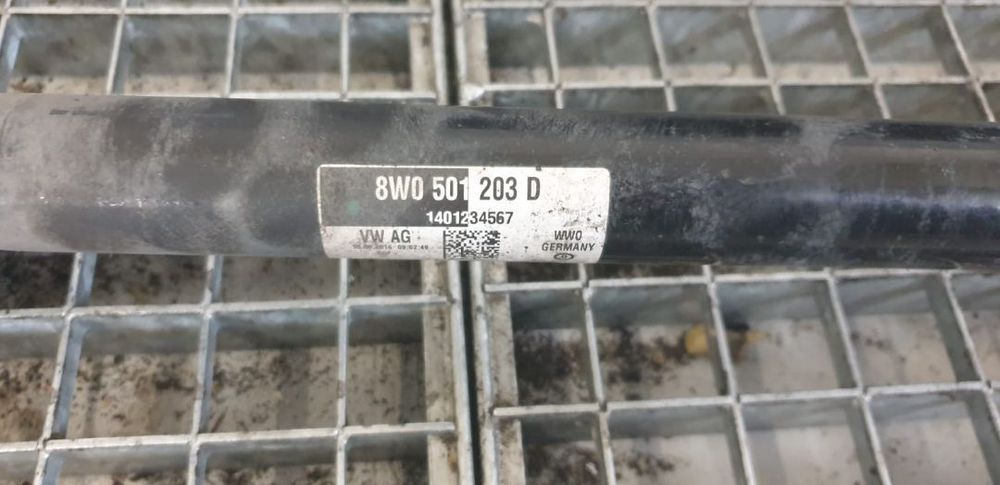 8W0 501 203 D
1401234567
VW AG
WWO
GERMANY